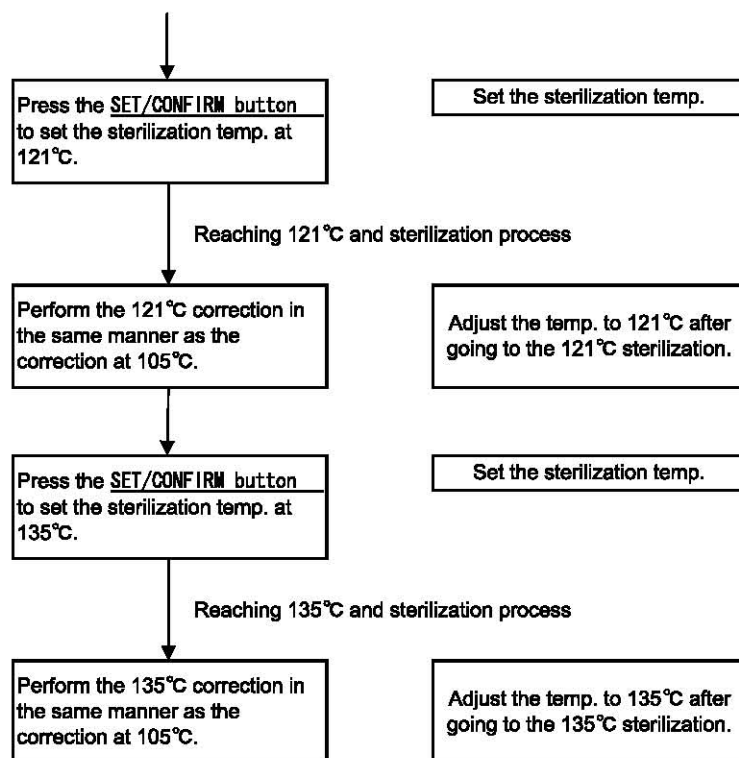 Press the SET/CONFIRM button
to set the sterilization temp. at
121℃.
Set the sterilization temp.
Reaching 121℃ and sterilization process
Perform the 121℃ correction in
the same manner as the
correction at 105℃.
Adjust the temp. to 121℃ after
going to the 121℃ sterilization.
Press the SET/CONFIRM button
to set the sterilization temp. at
135℃.
Set the sterilization temp.
Reaching 135℃ and sterilization process
Perform the 135℃ correction in
the same manner as the
correction at 105℃.
Adjust the temp. to 135℃ after
going to the 135℃ sterilization.